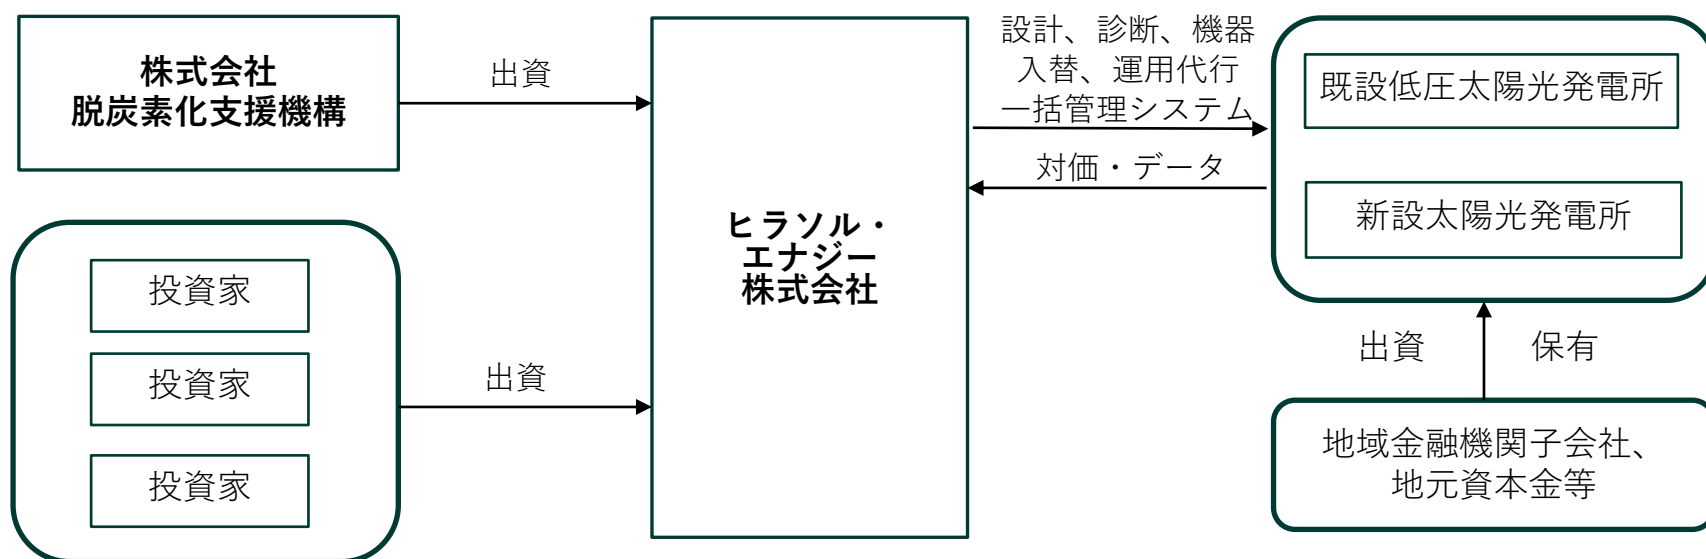 株式会社
脱炭素化支援機構
出資
投資家
投資家
投資家
出資
ヒラソル・
エナジー
株式会社
設計、診断、機器
入替、運用代行
一括管理システム
対価・データ
既設低圧太陽光発電所
新設太陽光発電所
出資
保有
地域金融機関子会社、
地元資本金等